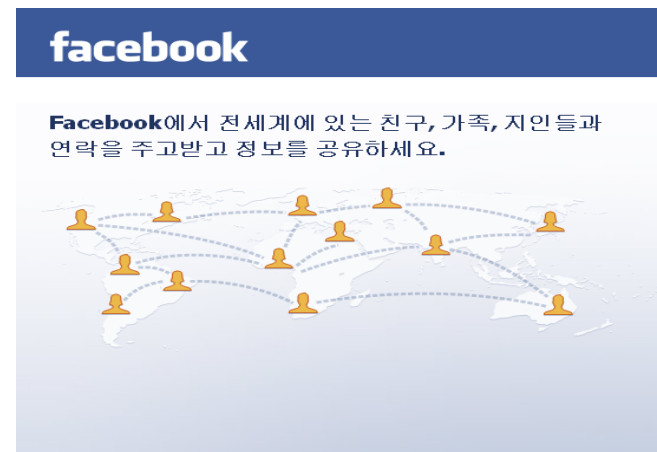 facebook
Facebook에서 전세계에 있는 친구, 가족, 지인들과
연락을 주고받고 정보를 공유하세요.